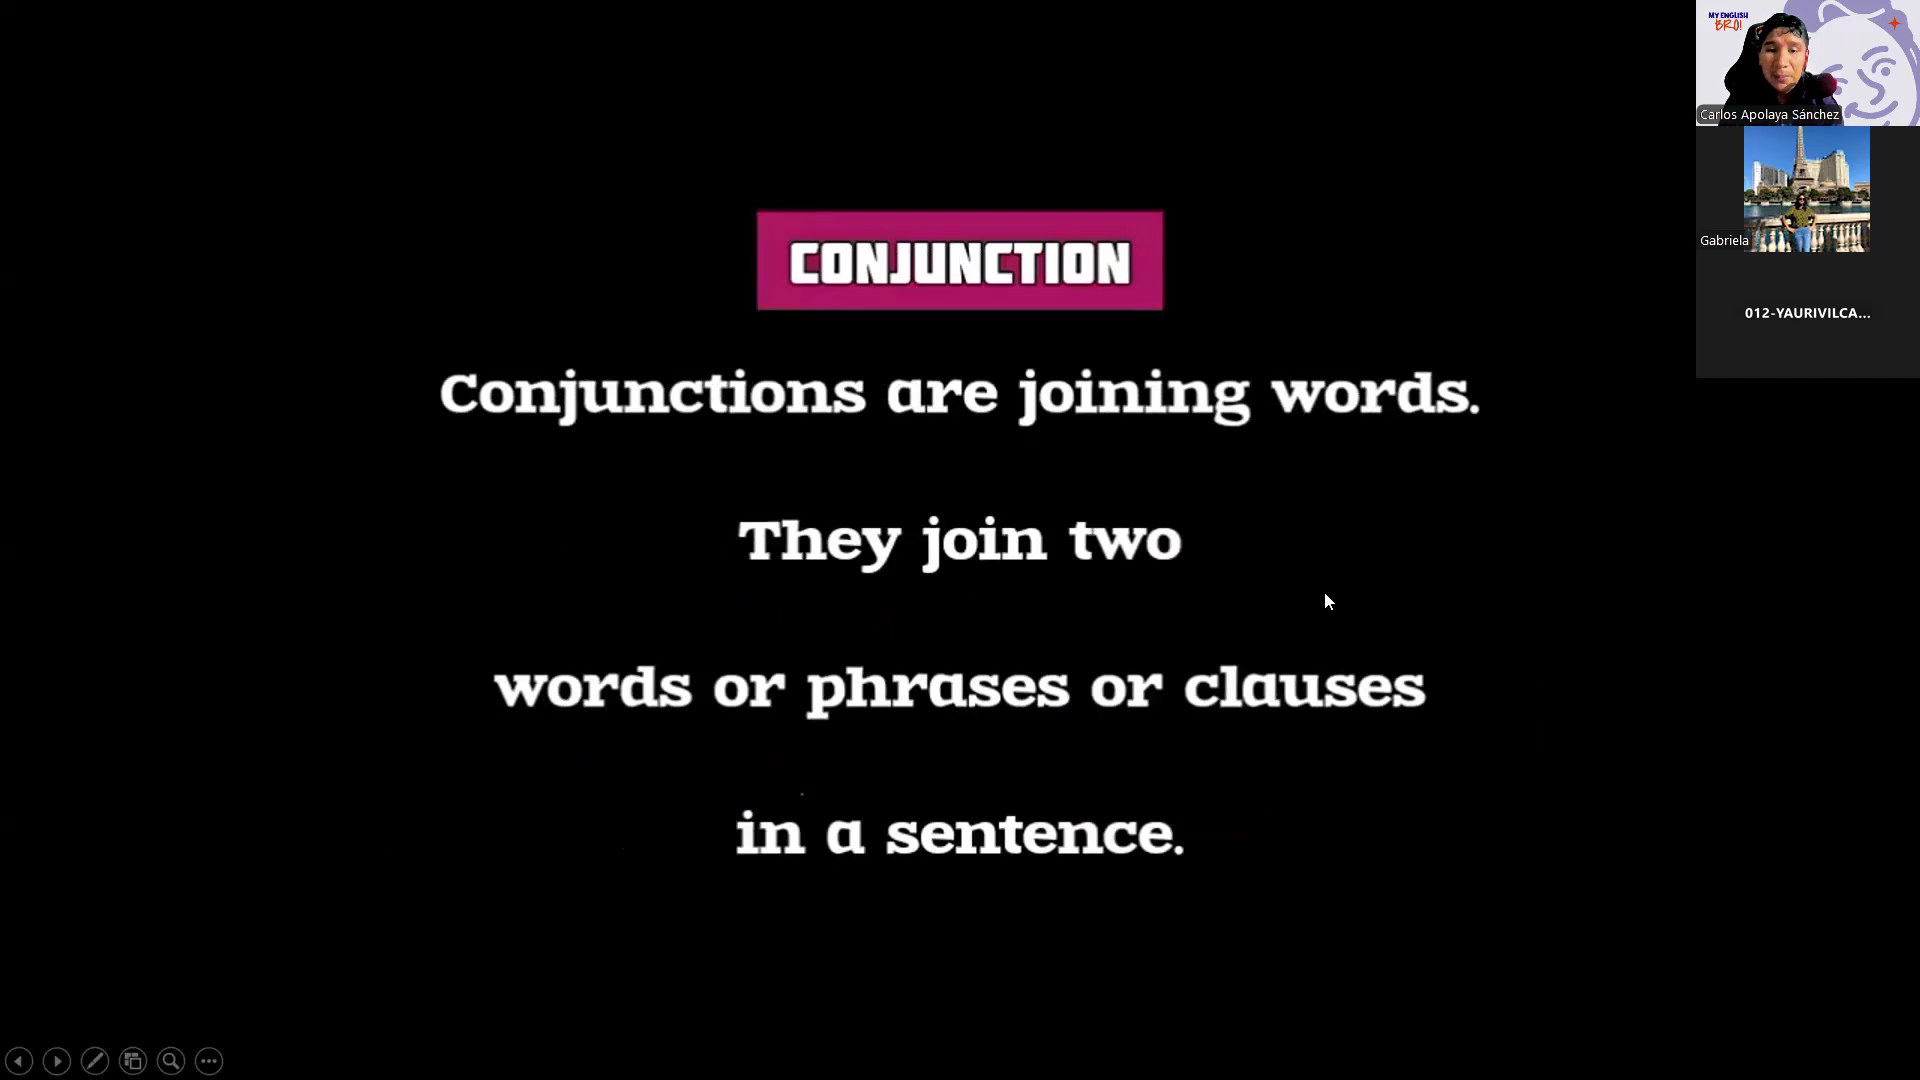 MY ENGLISH
BRO!
Carlos Apolaya Sánchez
Gabriela
012-YAURIVILCA...
CONJUNCTION
Conjunctions are joining words.
They join two
words or phrases or clauses
in a sentence.